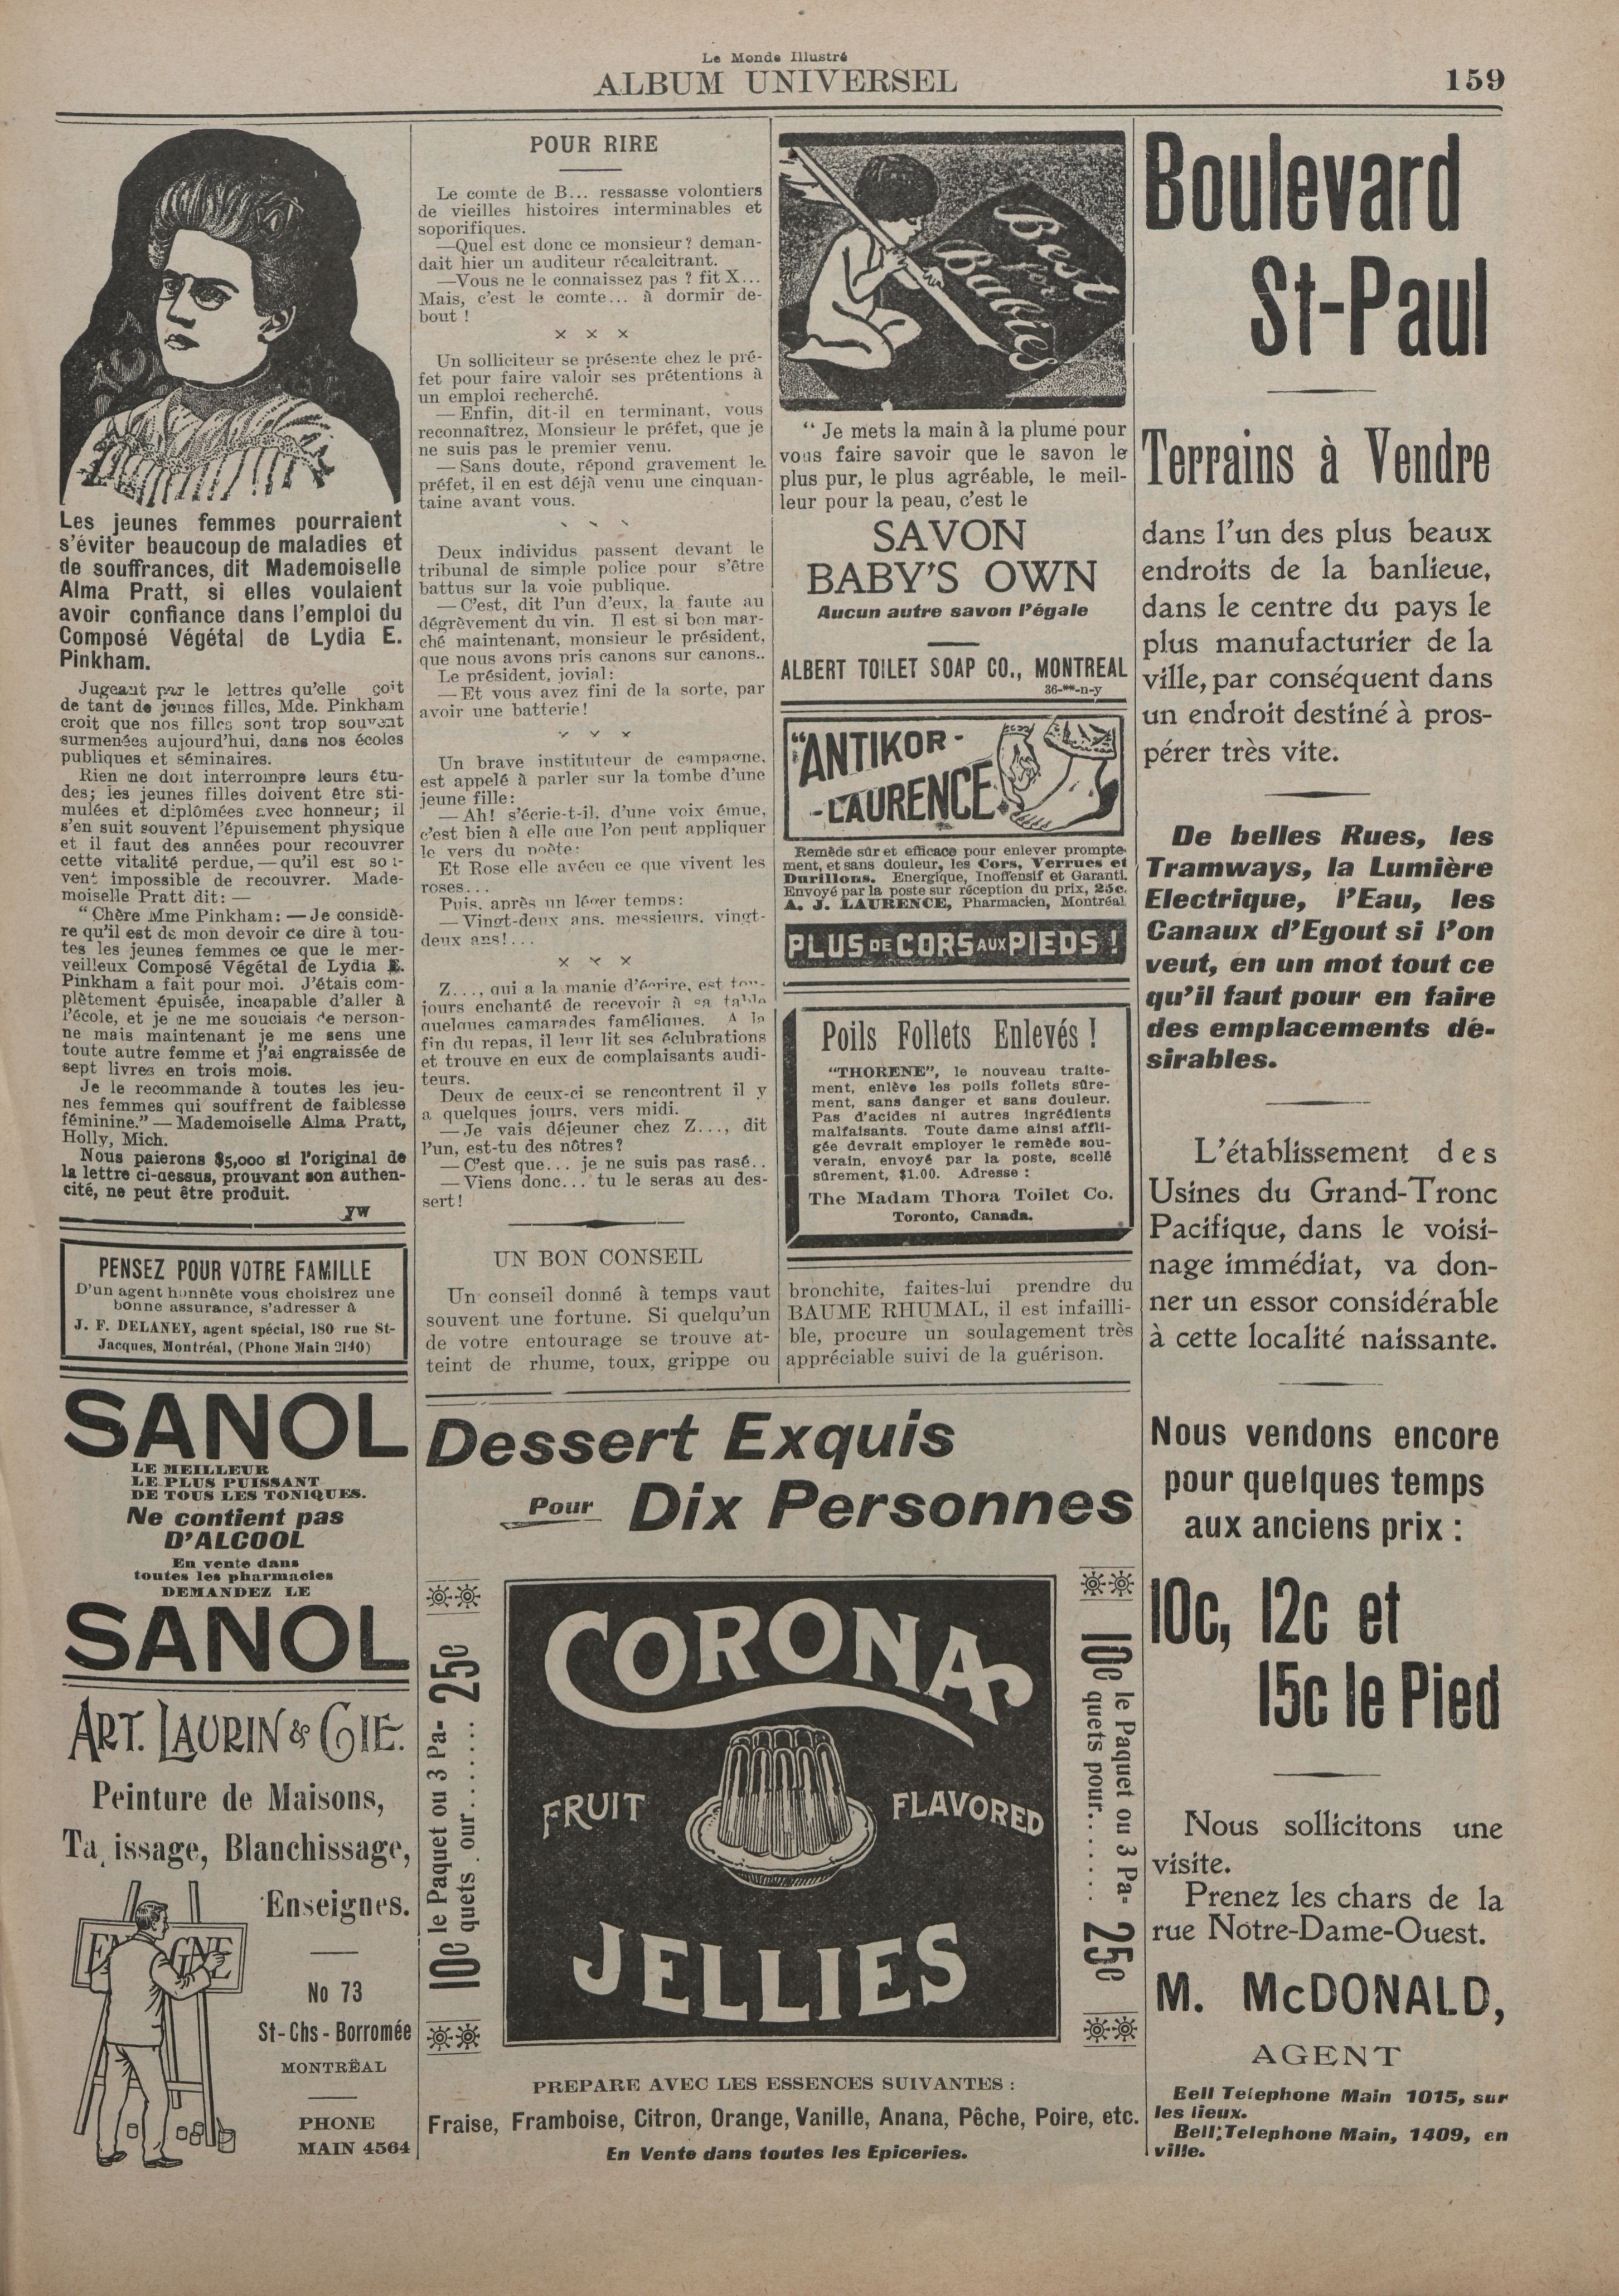 Le Monde Illustré
ALBUM UNIVERSEL
159
Les jeunes femmes pourraient
s'éviter beaucoup de maladies et
de souffrances, dit Mademoiselle
Alma Pratt, si elles voulaient
avoir confiance dans l'emploi du
Composé Végétal de Lydia E.
Pinkham.
Jugeant par le lettres qu'elle çoit
de tant de jeunes filles, Mde. Pinkham
croit que nos filles sont trop souvent
surmenées aujourd'hui, dans nos écoles
publiques et séminaires.
Rien ne doit interrompre leurs étu-
des; les jeunes filles doivent être sti-
mulées et diplômées avec honneur; il
s'en suit souvent l'épuisement physique
et il faut des années pour recouvrer
cette vitalité perdue,—qu'il est so i-
vent impossible de recouvrer. Made-
moiselle Pratt dit:—
"Chère Mme Pinkham:—Je considè-
re qu'il est de mon devoir de dire à tou-
tes les jeunes femmes ce que le mer-
veilleux Composé Végétal de Lydia E.
Pinkham a fait pour moi. J'étais com-
plètement épuisée, incapable d'aller à
l'école, et je ne me souciais de person-
ne mais maintenant je me sens une
toute autre femme et j'ai engraissée de
sept livres en trois mois.
Je le recommande à toutes les jeu-
nes femmes qui souffrent de faiblesse
féminine."—Mademoiselle Alma Pratt,
Holly, Mich.
Nous paierons $5,000 si l'original de
la lettre ci-dessus, prouvant son authen-
cité, ne peut être produit.
YW
PENSEZ POUR VOTRE FAMILLE
D'un agent honnête vous choisirez une
bonne assurance, s'adresser à
J. F. DELANEY, agent spécial, 180 rue St-
Jacques, Montréal, (Phone Main 2140)
SANOL
LE MEILLEUR
LE PLUS PUISSANT
DE TOUS LES TONIQUES.
Ne contient pas
D'ALCOOL
En vente dans
toutes les pharmacies
DEMANDEZ LE
SANOL
ART. LAURIN & CIE.
Peinture de Maisons,
Ta issage, Blanchissage,
Enseignes.
No 73
St-Chs-Borromée
MONTRËAL
PHONE
MAIN 4564
POUR RIRE
Le comte de B... ressasse volontiers
de vieilles histoires interminables et
soporifiques.
—Quel est donc ce monsieur? deman-
dait hier un auditeur récalcitrant.
—Vous ne le connaissez pas ? fit X...
Mais, c'est le comte... à dormir de-
bout !
x x x
Un solliciteur se présente chez le pré-
fet pour faire valoir ses prétentions à
un emploi recherché.
—Enfin, dit-il en terminant, vous
reconnaîtrez, Monsieur le préfet, que je
ne suis pas le premier venu.
—Sans doute, répond gravement le
préfet, il en est déjà venu une cinquan-
taine avant vous.
Deux individus passent devant le
tribunal de simple police pour s'être
battus sur la voie publique.
—C'est, dit l'un d'eux, la faute au
dégrèvement du vin. Il est si bon mar-
ché maintenant, monsieur le président,
que nous avons pris canons sur canons..
Le président, jovial:
—Et vous avez fini de la sorte, par
avoir une batterie!
x x x
Un brave instituteur de campagne,
est appelé à parler sur la tombe d'une
jeune fille:
—Ah! s'écrie-t-il, d'une voix émue,
c'est bien à elle que l'on peut appliquer
le vers du poète:
Et Rose elle avécu ce que vivent les
roses...
Puis, après un léger temps:
—Vingt-deux ans, messieurs, vingt-
deux ans!...
x x x
Z..., qui a la manie d'écrire, est tou-
jours enchanté de recevoir à sa table
quelques camarades faméliques. A la
fin du repas, il leur lit ses éclubrations
et trouve en eux de complaisants audi-
teurs.
Deux de ceux-ci se rencontrent il y
a quelques jours, vers midi.
—Je vais déjeuner chez Z..., dit
l'un, est-tu des nôtres?
—C'est que... je ne suis pas rasé..
—Viens donc... tu le seras au des-
sert!
UN BON CONSEIL
Un conseil donné à temps vaut
souvent une fortune. Si quelqu'un
de votre entourage se trouve at-
teint de rhume, toux, grippe ou
bronchite, faites-lui prendre du
BAUME RHUMAL, il est infailli-
ble, procure un soulagement très
appréciable suivi de la guérison.
Best for Babies
"Je mets la main à la plume pour
vous faire savoir que le savon le
plus pur, le plus agréable, le meil-
leur pour la peau, c'est le
SAVON
BABY'S OWN
Aucun autre savon l'égale
ALBERT TOILET SOAP CO., MONTREAL
36-**-n-y
"ANTIKOR-
-LAURENCE
Remède sûr et efficace pour enlever prompte-
ment, et sans douleur, les Cors, Verrues et
Durillons. Energique, Inoffensif et Garanti.
Envoyé par la poste sur réception du prix, 25c.
A. J. LAURENCE, Pharmacien, Montréal
PLUS DE CORS AUX PIEDS !
Poils Follets Enlevés !
"THORENE", le nouveau traite-
ment, enlève les poils follets sûre-
ment, sans danger et sans douleur.
Pas d'acides ni autres ingrédients
malfaisants. Toute dame ainsi affli-
gée devrait employer le remède sou-
verain, envoyé par la poste, scellé
sûrement, $1.00. Adresse :
The Madam Thora Toilet Co.
Toronto, Canada.
Dessert Exquis
Pour Dix Personnes
10c le Paquet ou 3 Pa-
quets our...... 25c
CORONA
FRUIT FLAVORED
JELLIES
10c le Paquet ou 3 Pa-
quets pour...... 25c
PREPARE AVEC LES ESSENCES SUIVANTES :
Fraise, Framboise, Citron, Orange, Vanille, Anana, Pêche, Poire, etc.
En Vente dans toutes les Epiceries.
Boulevard
St-Paul
Terrains à Vendre
dans l'un des plus beaux
endroits de la banlieue,
dans le centre du pays le
plus manufacturier de la
ville, par conséquent dans
un endroit destiné à pros-
pérer très vite.
De belles Rues, les
Tramways, la Lumière
Electrique, l'Eau, les
Canaux d'Egout si l'on
veut, en un mot tout ce
qu'il faut pour en faire
des emplacements dé-
sirables.
L'établissement des
Usines du Grand-Tronc
Pacifique, dans le voisi-
nage immédiat, va don-
ner un essor considérable
à cette localité naissante.
Nous vendons encore
pour quelques temps
aux anciens prix :
10c, 12c et
15c le Pied
Nous sollicitons une
visite.
Prenez les chars de la
rue Notre-Dame-Ouest.
M. McDONALD,
AGENT
Bell Telephone Main 1015, sur
les lieux.
Bell Telephone Main, 1409, en
ville.